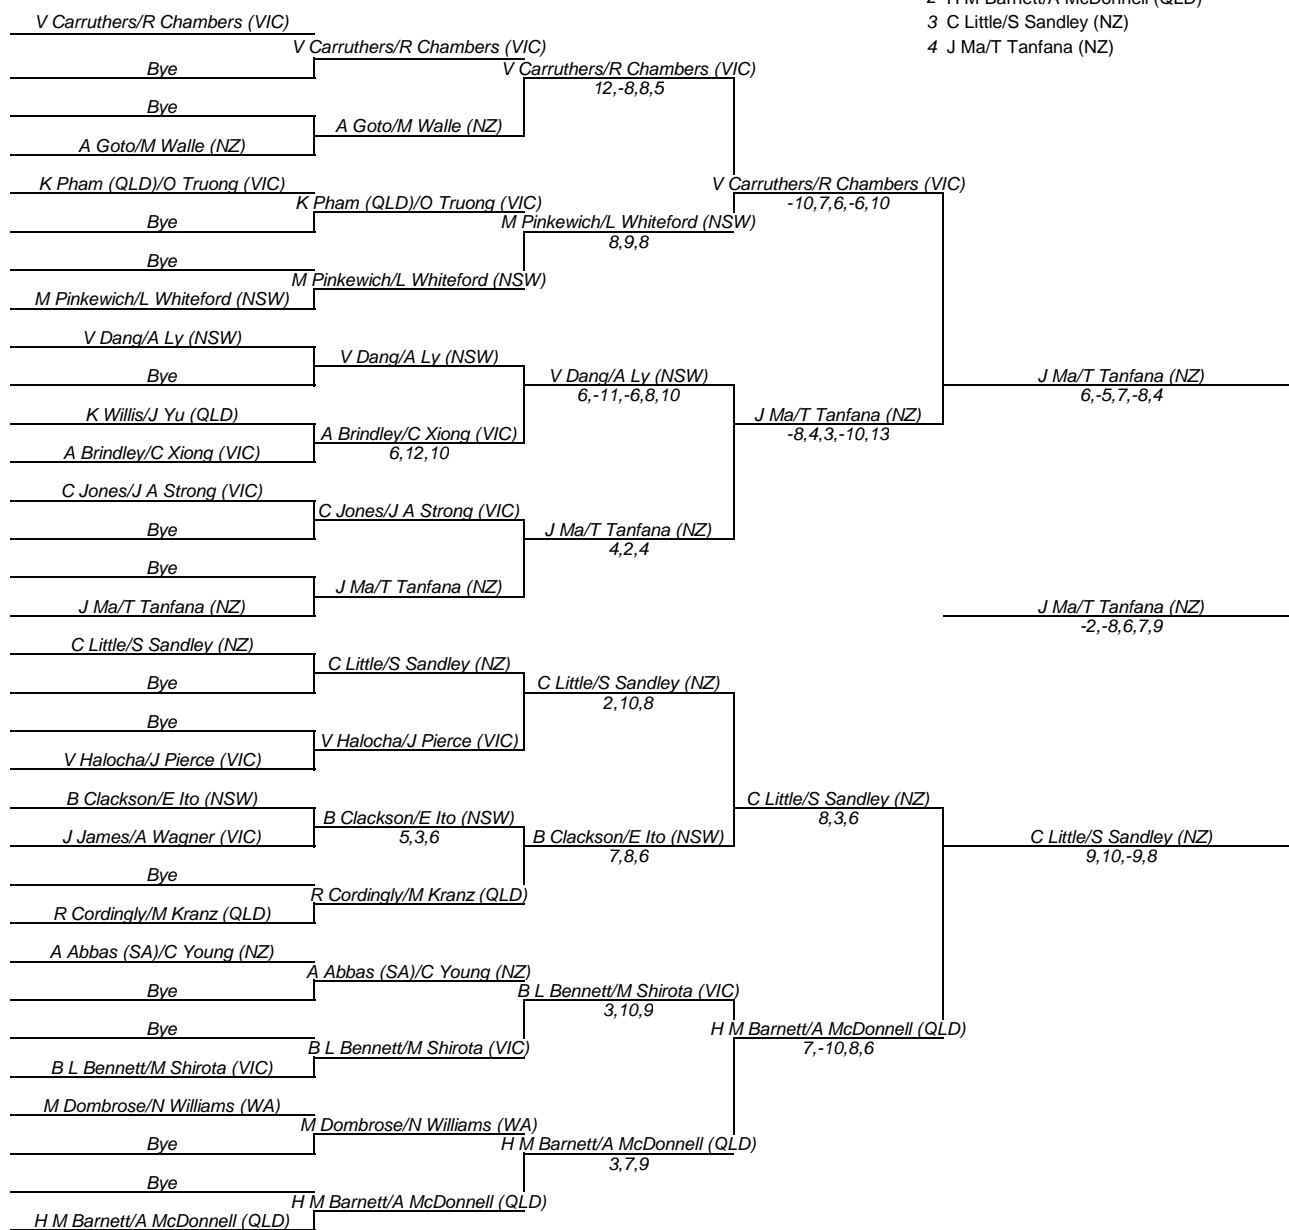 2 H M Barnett/A McDonnell (QLD)
3 C Little/S Sandley (NZ)
4 J Ma/T Tanfana (NZ)
V Carruthers/R Chambers (VIC)
Bye
Bye
A Goto/M Walle (NZ)
K Pham (QLD)/O Truong (VIC)
Bye
Bye
M Pinkewich/L Whiteford (NSW)
V Dang/A Ly (NSW)
Bye
K Willis/J Yu (QLD)
A Brindley/C Xiong (VIC)
C Jones/J A Strong (VIC)
Bye
Bye
J Ma/T Tanfana (NZ)
C Little/S Sandley (NZ)
Bye
Bye
V Halocha/J Pierce (VIC)
B Clackson/E Ito (NSW)
J James/A Wagner (VIC)
Bye
R Cordingly/M Kranz (QLD)
A Abbas (SA)/C Young (NZ)
Bye
Bye
B L Bennett/M Shirota (VIC)
M Dombrose/N Williams (WA)
Bye
Bye
H M Barnett/A McDonnell (QLD)
V Carruthers/R Chambers (VIC)
A Goto/M Walle (NZ)
K Pham (QLD)/O Truong (VIC)
M Pinkewich/L Whiteford (NSW)
V Dang/A Ly (NSW)
A Brindley/C Xiong (VIC)
6,12,10
C Jones/J A Strong (VIC)
J Ma/T Tanfana (NZ)
C Little/S Sandley (NZ)
V Halocha/J Pierce (VIC)
B Clackson/E Ito (NSW)
5,3,6
R Cordingly/M Kranz (QLD)
A Abbas (SA)/C Young (NZ)
B L Bennett/M Shirota (VIC)
M Dombrose/N Williams (WA)
H M Barnett/A McDonnell (QLD)
V Carruthers/R Chambers (VIC)
12,-8,8,5
M Pinkewich/L Whiteford (NSW)
8,9,8
V Dang/A Ly (NSW)
6,-11,-6,8,10
J Ma/T Tanfana (NZ)
4,2,4
C Little/S Sandley (NZ)
2,10,8
B Clackson/E Ito (NSW)
7,8,6
B L Bennett/M Shirota (VIC)
3,10,9
H M Barnett/A McDonnell (QLD)
3,7,9
V Carruthers/R Chambers (VIC)
-10,7,6,-6,10
J Ma/T Tanfana (NZ)
-8,4,3,-10,13
C Little/S Sandley (NZ)
8,3,6
H M Barnett/A McDonnell (QLD)
7,-10,8,6
J Ma/T Tanfana (NZ)
6,-5,7,-8,4
J Ma/T Tanfana (NZ)
-2,-8,6,7,9
C Little/S Sandley (NZ)
9,10,-9,8